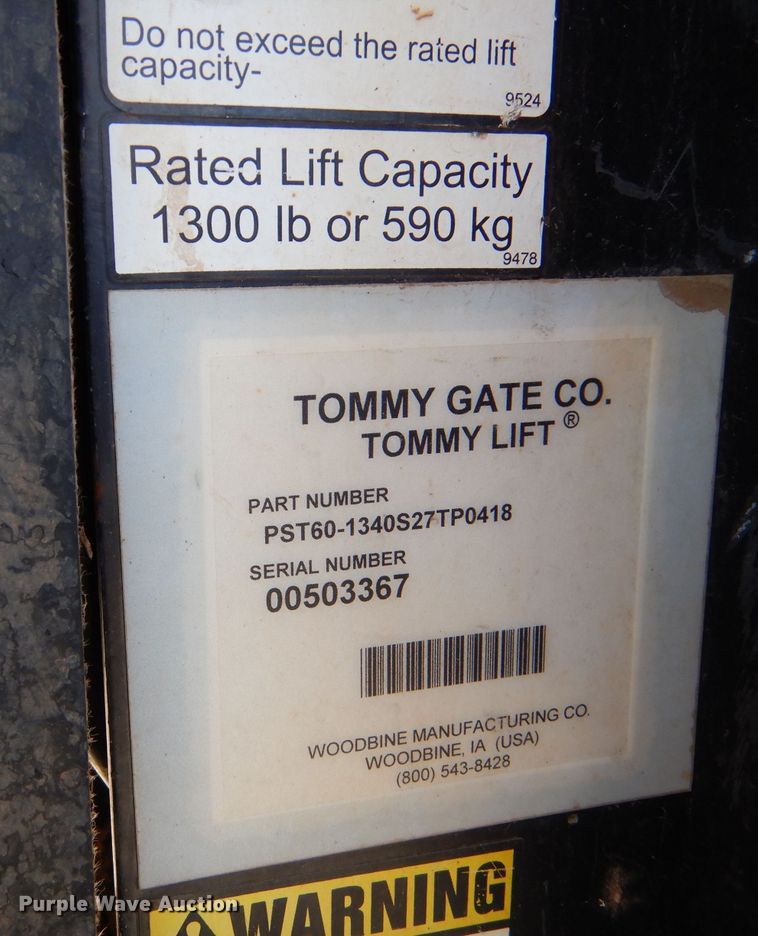 Do not exceed the rated lift
capacity-
9524
Rated Lift Capacity
1300 lb or 590 kg
9478
TOMMY GATE CO.
TOMMY LIFT ®
PART NUMBER
PST60-1340S27TP0418
SERIAL NUMBER
00503367
WOODBINE MANUFACTURING CO.
WOODBINE, IA (USA)
(800) 543-8428
WARNING
Purple Wave Auction